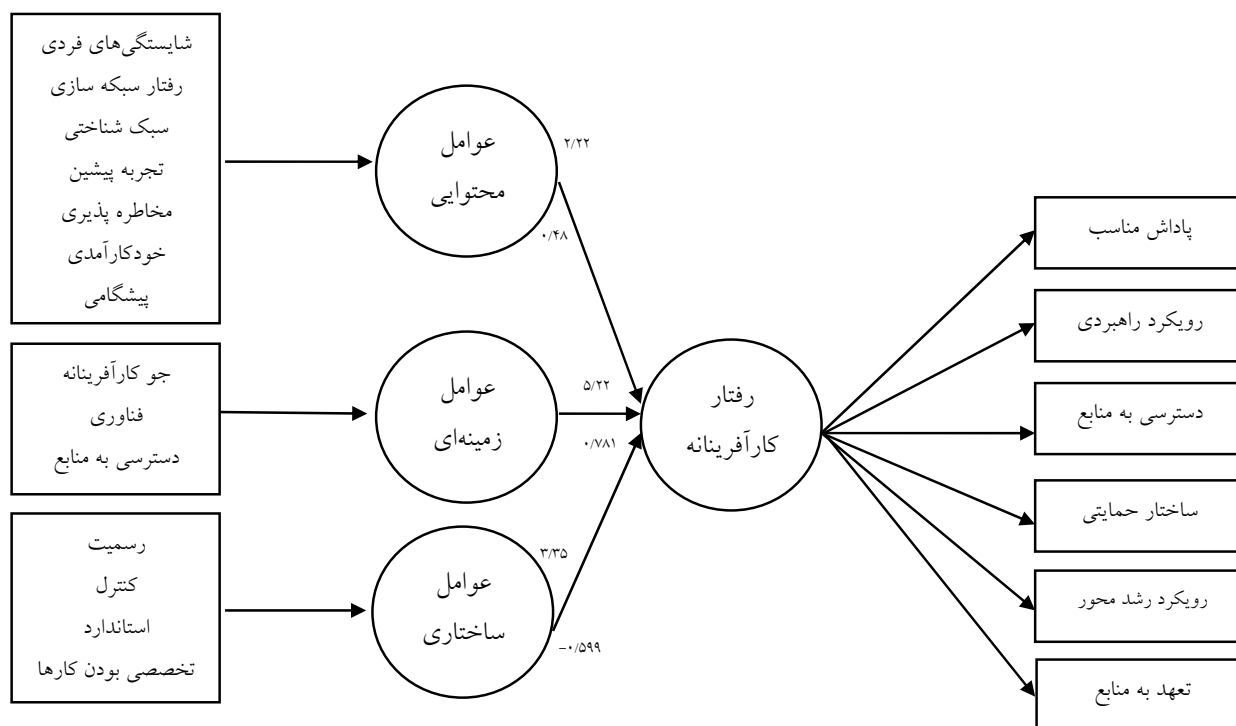 شایستگی‌های فردی
رفتار سبکه سازی
سبک شناختی
تجربه پیشین
مخاطره پذیری
خودکارآمدی
پیشگامی
جو کارآفرینانه
فناوری
دسترسی به منابع
رسمیت
کنترل
استاندارد
تخصصی بودن کارها
عوامل
محتوایی
۲/۲۲
۰/۴۸
عوامل
زمینه‌ای
۵/۲۲
۰/۷۸۱
عوامل
ساختاری
۳/۳۵
−۰/۵۹۹
رفتار
کارآفرینانه
پاداش مناسب
رویکرد راهبردی
دسترسی به منابع
ساختار حمایتی
رویکرد رشد محور
تعهد به منابع